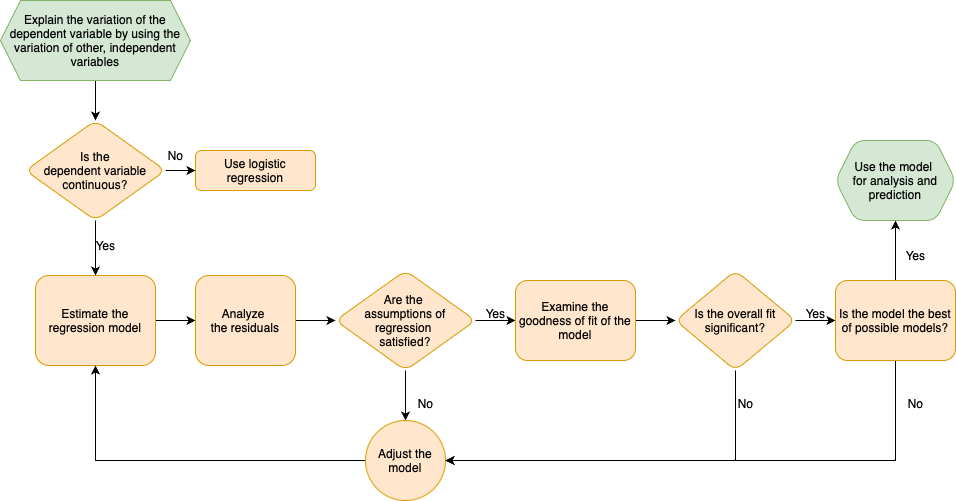 Explain the variation of the
dependent variable by using the
variation of other, independent
variables
Is the
dependent variable
continuous?
No
Use logistic
regression
Yes
Use the model
for analysis and
prediction
Yes
Estimate the
regression model
Analyze
the residuals
Are the
assumptions of
regression
satisfied?
Yes
Examine the
goodness of fit of the
model
Is the overall fit
significant?
Yes
Is the model the best
of possible models?
No
No
No
Adjust the
model